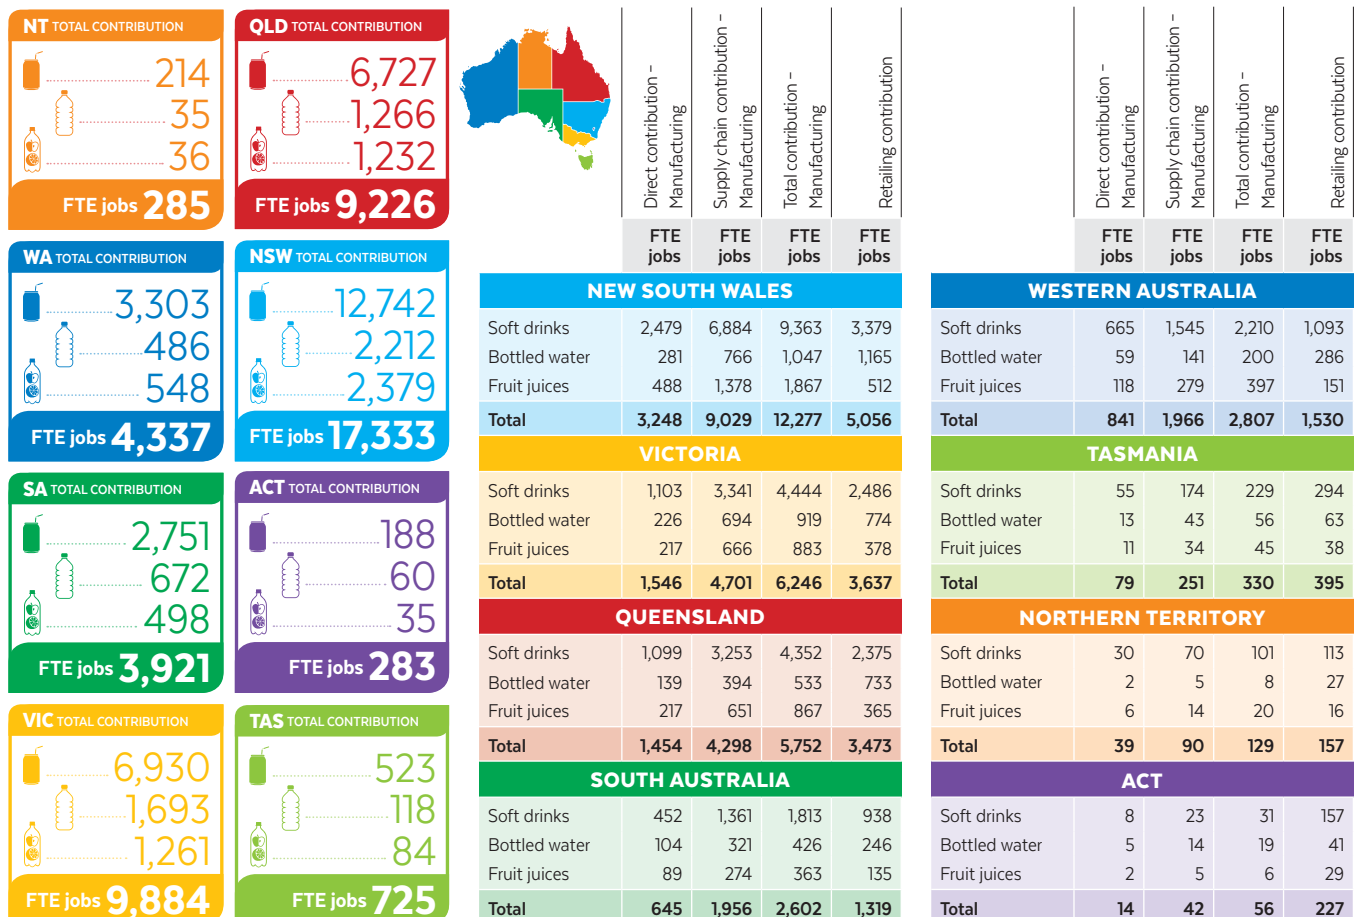 NT TOTAL CONTRIBUTION
214
35
36
FTE jobs 285
QLD TOTAL CONTRIBUTION
6,727
1,266
1,232
FTE jobs 9,226
WA TOTAL CONTRIBUTION
3,303
486
548
FTE jobs 4,337
NSW TOTAL CONTRIBUTION
12,742
2,212
2,379
FTE jobs 17,333
SA TOTAL CONTRIBUTION
2,751
672
498
FTE jobs 3,921
ACT TOTAL CONTRIBUTION
188
60
35
FTE jobs 283
VIC TOTAL CONTRIBUTION
6,930
1,693
1,261
FTE jobs 9,884
TAS TOTAL CONTRIBUTION
523
118
84
FTE jobs 725
Direct contribution –
Manufacturing
Supply chain contribution –
Manufacturing
Total contribution –
Manufacturing
Retailing contribution
FTE FTE FTE FTE
jobs jobs jobs jobs
NEW SOUTH WALES
Soft drinks 2,479 6,884 9,363 3,379
Bottled water 281 766 1,047 1,165
Fruit juices 488 1,378 1,867 512
Total 3,248 9,029 12,277 5,056
VICTORIA
Soft drinks 1,103 3,341 4,444 2,486
Bottled water 226 694 919 774
Fruit juices 217 666 883 378
Total 1,546 4,701 6,246 3,637
QUEENSLAND
Soft drinks 1,099 3,253 4,352 2,375
Bottled water 139 394 533 733
Fruit juices 217 651 867 365
Total 1,454 4,298 5,752 3,473
SOUTH AUSTRALIA
Soft drinks 452 1,361 1,813 938
Bottled water 104 321 426 246
Fruit juices 89 274 363 135
Total 645 1,956 2,602 1,319
Direct contribution –
Manufacturing
Supply chain contribution –
Manufacturing
Total contribution –
Manufacturing
Retailing contribution
FTE FTE FTE FTE
jobs jobs jobs jobs
WESTERN AUSTRALIA
Soft drinks 665 1,545 2,210 1,093
Bottled water 59 141 200 286
Fruit juices 118 279 397 151
Total 841 1,966 2,807 1,530
TASMANIA
Soft drinks 55 174 229 294
Bottled water 13 43 56 63
Fruit juices 11 34 45 38
Total 79 251 330 395
NORTHERN TERRITORY
Soft drinks 30 70 101 113
Bottled water 2 5 8 27
Fruit juices 6 14 20 16
Total 39 90 129 157
ACT
Soft drinks 8 23 31 157
Bottled water 5 14 19 41
Fruit juices 2 5 6 29
Total 14 42 56 227